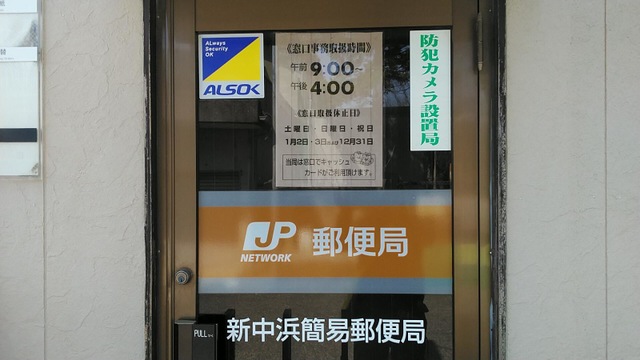 ALways
Security
OK
ALSOK
《窓口事務取扱時間》
午前 9:00～
午後 4:00
《窓口取扱休止日》
土曜日・日曜日・祝日
1月2日・3日 12月31日
当局は窓口でキャッシュ
カードがご利用頂けます。
防犯カメラ設置局
JP
NETWORK
郵便局
PULL
新中浜簡易郵便局